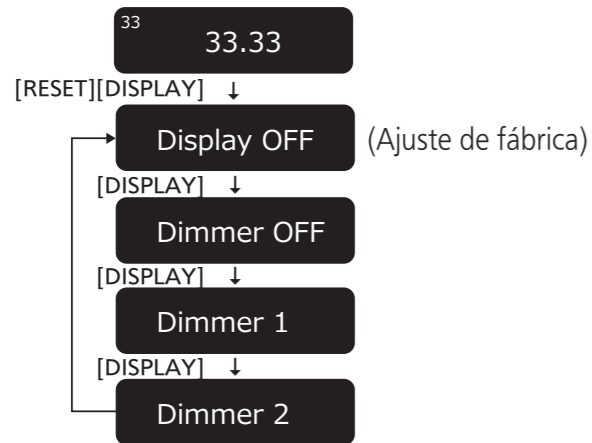 33
33.33
[RESET][DISPLAY] ↓
Display OFF (Ajuste de fábrica)
[DISPLAY] ↓
Dimmer OFF
[DISPLAY] ↓
Dimmer 1
[DISPLAY] ↓
Dimmer 2